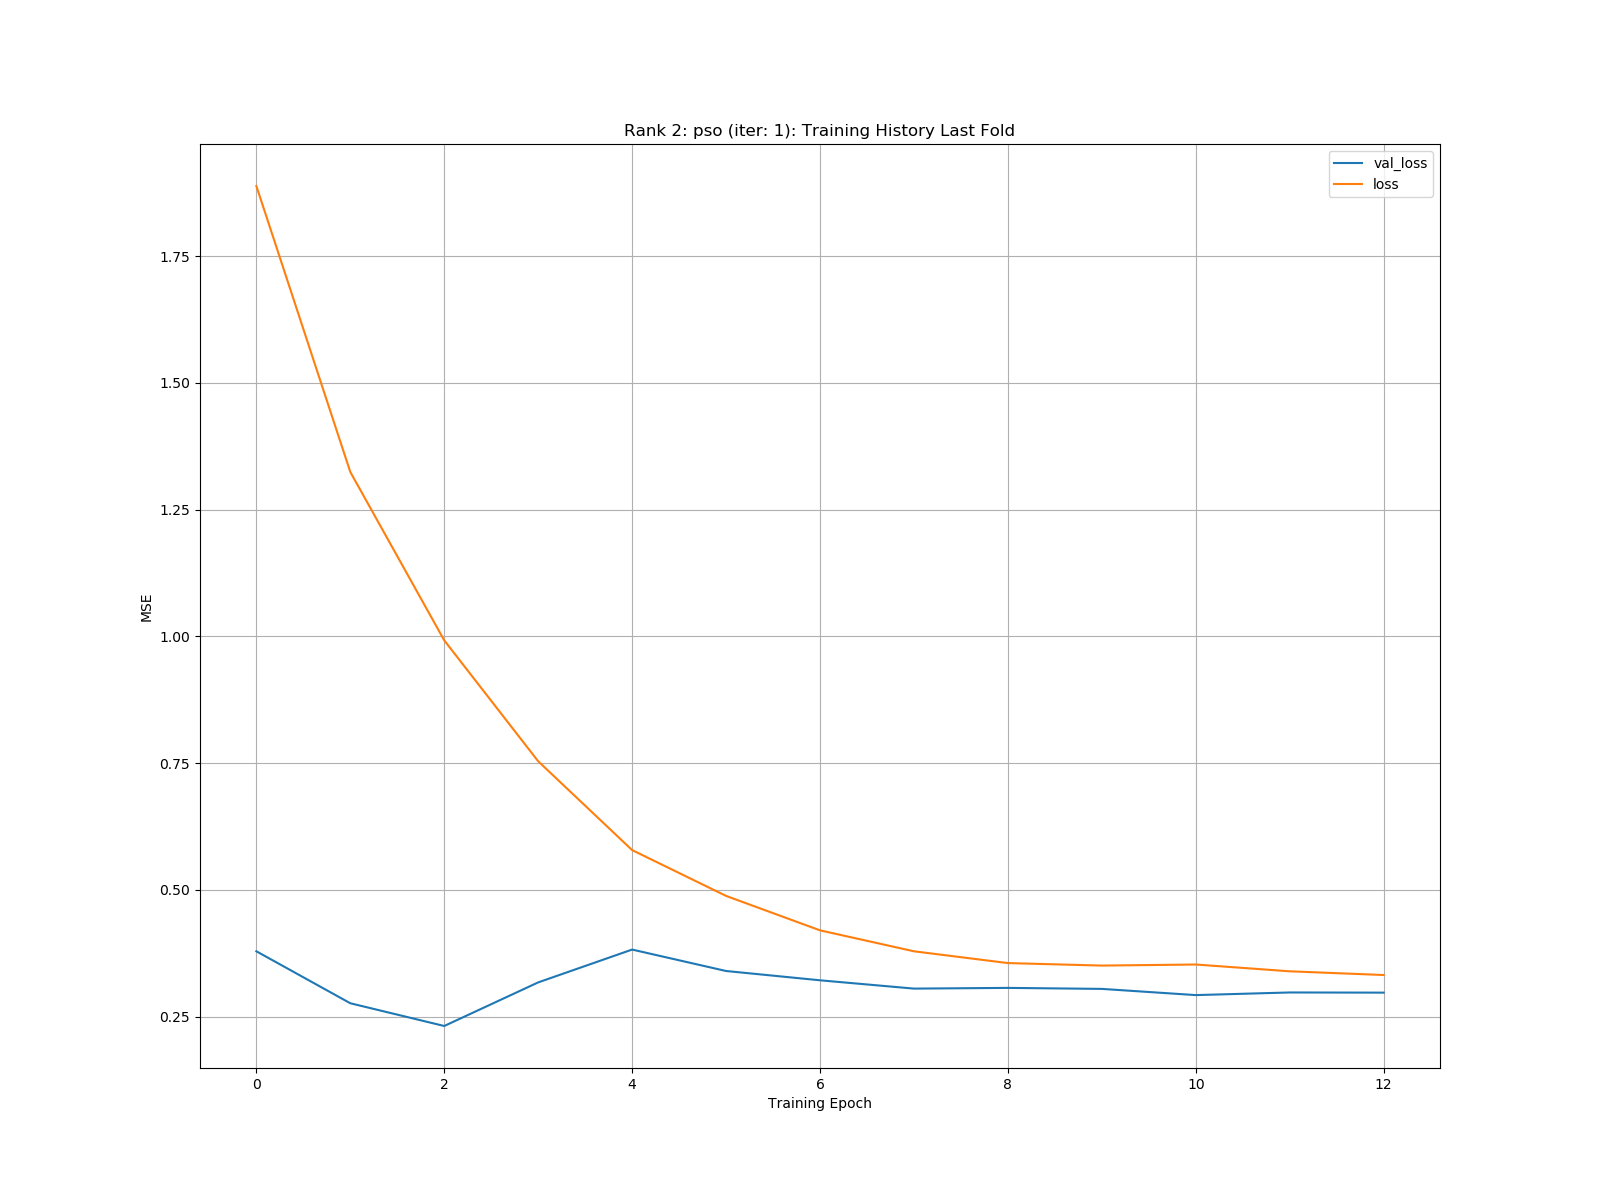 Rank 2: pso (iter: 1): Training History Last Fold
val_loss
loss
1.75
1.50
1.25
1.00
0.75
0.50
0.25
MSE
0 2 4 6 8 10 12
Training Epoch